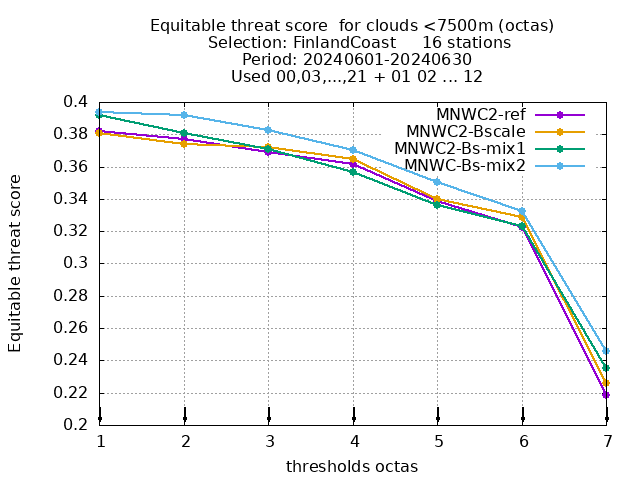 Equitable threat score  for clouds <7500m (octas)
Selection: FinlandCoast     16 stations
Period: 20240601-20240630
Used 00,03,...,21 + 01 02 ... 12
MNWC2-ref
MNWC2-Bscale
MNWC2-Bs-mix1
MNWC-Bs-mix2
Equitable threat score
0.4
0.38
0.36
0.34
0.32
0.3
0.28
0.26
0.24
0.22
0.2
1 2 3 4 5 6 7
thresholds octas